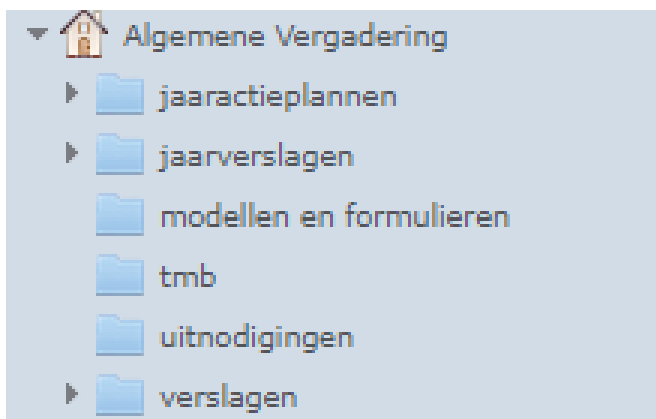 Algemene Vergadering
jaaractieplannen
jaarverslagen
modellen en formulieren
tmb
uitnodigingen
verslagen